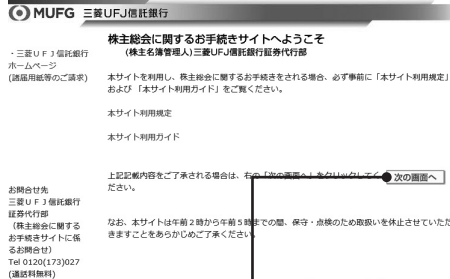 MUFG 三菱UFJ信託銀行
株主総会に関するお手続きサイトへようこそ
(株主名簿管理人)三菱UFJ信託銀行証券代行部
・三菱UFJ信託銀行
ホームページ
(諸届用紙等のご請求)
本サイトを利用し、株主総会に関するお手続きをされる場合、必ず事前に「本サイト利用規定」
および 「本サイト利用ガイド」をご覧ください。
本サイト利用規定
本サイト利用ガイド
上記記載内容をご了承される場合は、右の「次の画面へ」をクリックしてく
ださい。
次の画面へ
なお、本サイトは午前2時から午前5時までの間、保守・点検のため取扱いを休止させていただ
きますことをあらかじめご了承ください
お問合せ先
三菱UFJ信託銀行
証券代行部
(株主総会に関する
お手続きサイトに係
るお問合せ)
Tel 0120(173)027
(通話料無料)